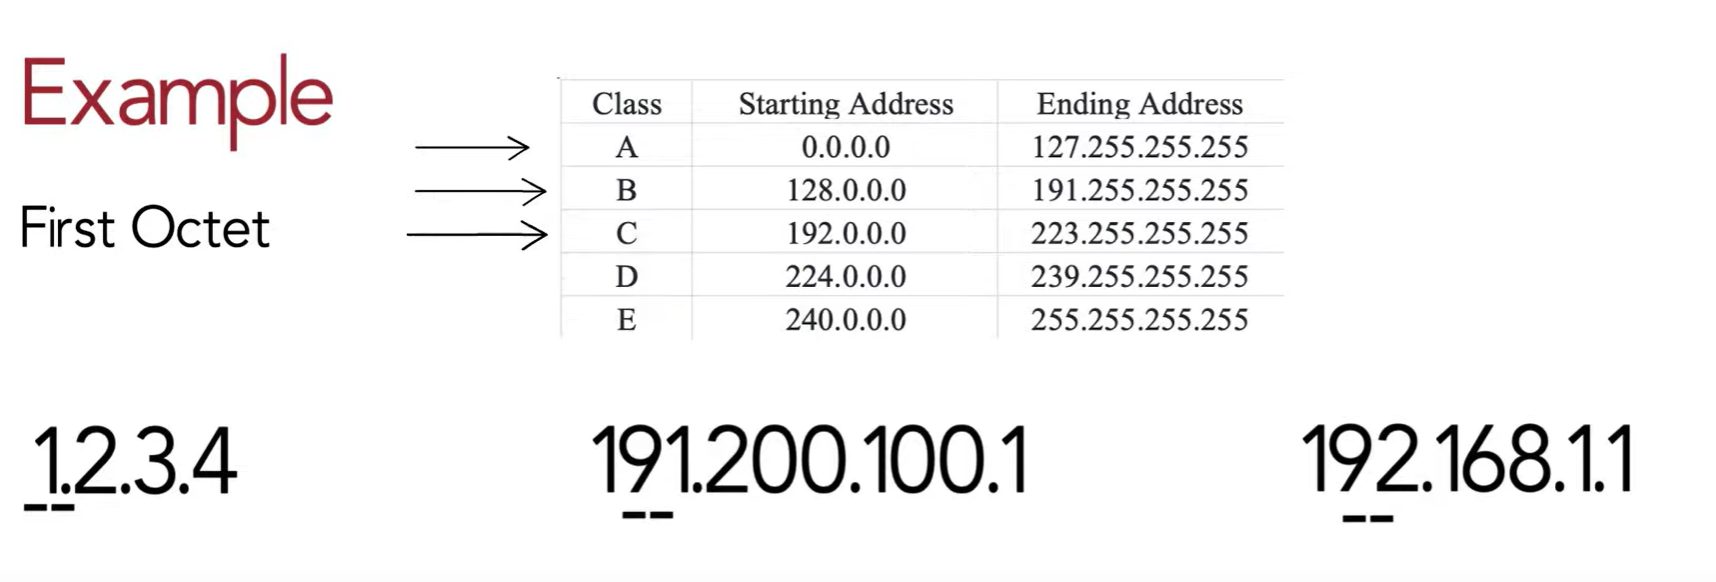 Example
First Octet
Class Starting Address Ending Address
A 0.0.0.0 127.255.255.255
B 128.0.0.0 191.255.255.255
C 192.0.0.0 223.255.255.255
D 224.0.0.0 239.255.255.255
E 240.0.0.0 255.255.255.255
1.2.3.4 191.200.100.1 192.168.1.1